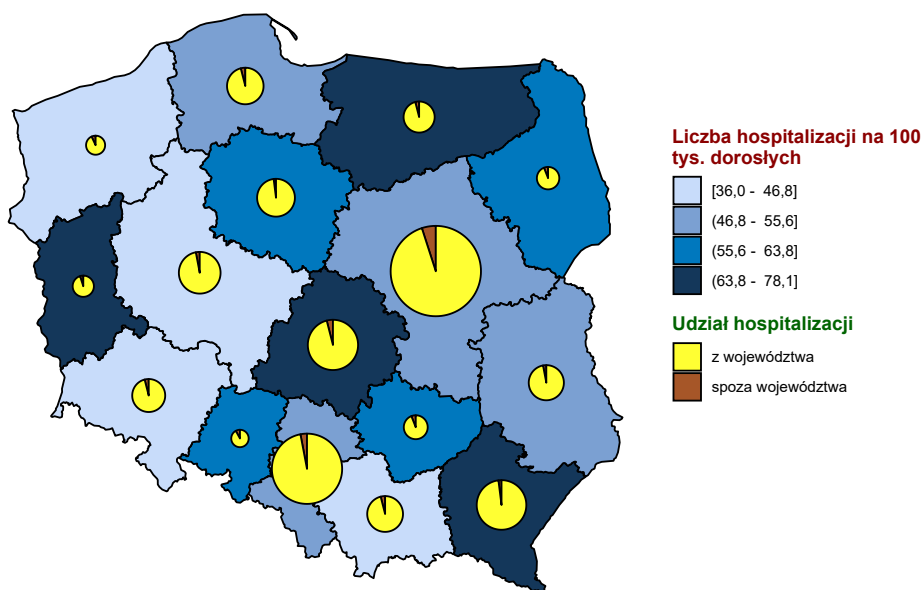 Liczba hospitalizacji na 100
tys. dorosłych
[36,0 - 46,8]
(46,8 - 55,6]
(55,6 - 63,8]
(63,8 - 78,1]
Udział hospitalizacji
z województwa
spoza województwa